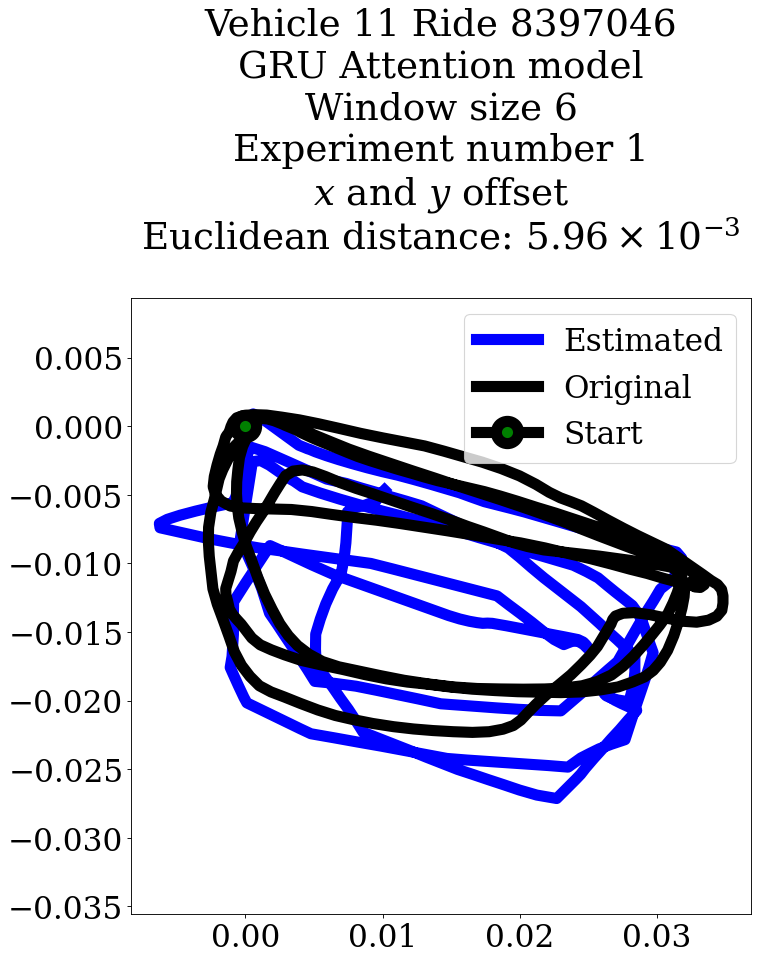 Vehicle 11 Ride 8397046
GRU Attention model
Window size 6
Experiment number 1
x and y offset
Euclidean distance: 5.96 × 10⁻³
Estimated
Original
Start
0.005
0.000
−0.005
−0.010
−0.015
−0.020
−0.025
−0.030
−0.035
0.00 0.01 0.02 0.03